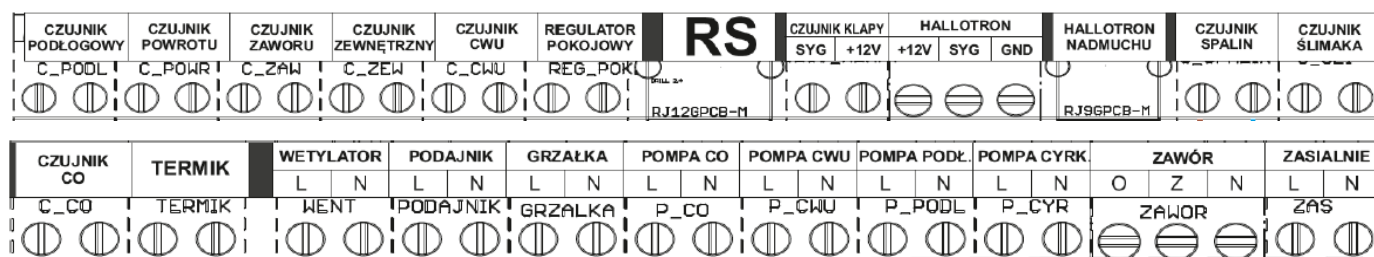 CZUJNIK PODŁOGOWY CZUJNIK POWROTU CZUJNIK ZAWORU CZUJNIK ZEWNĘTRZNY CZUJNIK CWU REGULATOR POKOJOWY RS CZUJNIK KLAPY HALLOTRON HALLOTRON NADMUCHU CZUJNIK SPALIN CZUJNIK ŚLIMAKA
SYG +12V +12V SYG GND
C_PODL C_POWR C_ZAW C_ZEW C_CWU REG_POK
RJ12GPCB-M RJ9GPCB-M
CZUJNIK CO TERMIK WETYLATOR PODAJNIK GRZAŁKA POMPA CO POMPA CWU POMPA PODŁ. POMPA CYRK. ZAWÓR ZASIALNIE
L N L N L N L N L N L N L N O Z N L N
C_CO TERMIK WENT PODAJNIK GRZALKA P_CO P_CWU P_PODL P_CYR ZAWOR ZAS